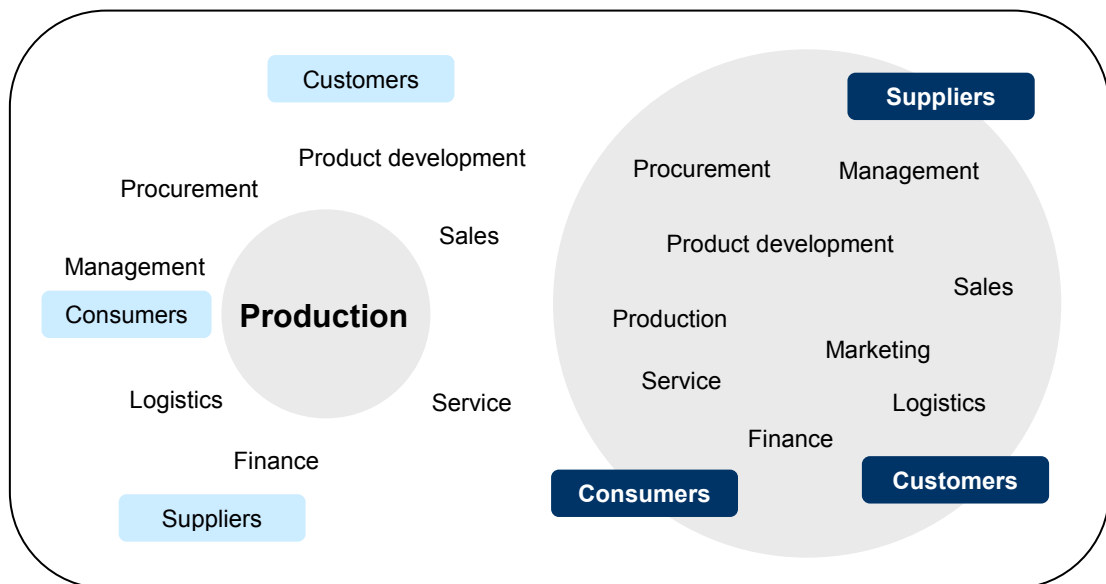 Customers
Product development
Procurement
Sales
Management
Consumers
Production
Logistics
Service
Finance
Suppliers
Suppliers
Procurement
Management
Product development
Sales
Production
Marketing
Service
Logistics
Finance
Customers
Consumers